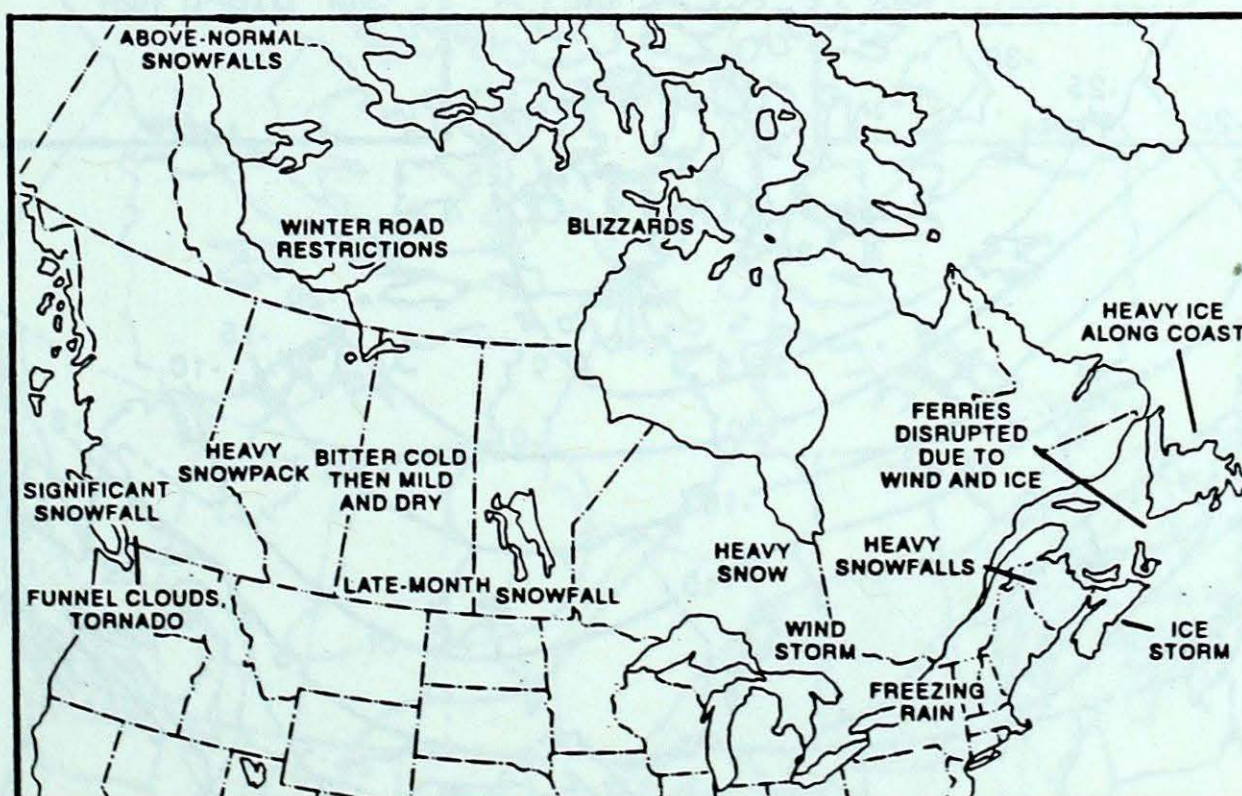 ABOVE-NORMAL
SNOWFALLS
WINTER ROAD
RESTRICTIONS
BLIZZARDS
HEAVY ICE
ALONG COAST
FERRIES
DISRUPTED
DUE TO
WIND AND ICE
HEAVY
SNOWPACK
BITTER COLD
THEN MILD
AND DRY
SIGNIFICANT
SNOWFALL
HEAVY
SNOW
HEAVY
SNOWFALLS
LATE-MONTH SNOWFALL
FUNNEL CLOUDS,
TORNADO
WIND
STORM
ICE
STORM
FREEZING
RAIN